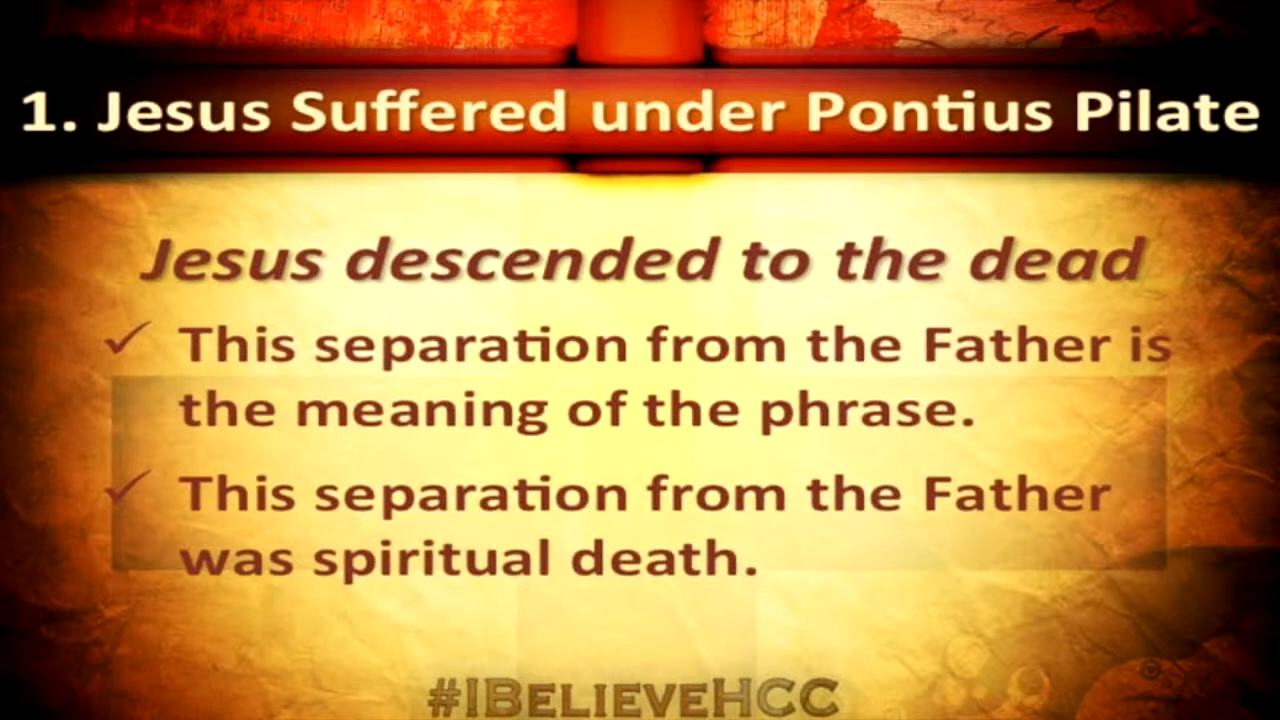 1. Jesus Suffered under Pontius Pilate
Jesus descended to the dead
✓ This separation from the Father is
the meaning of the phrase.
✓ This separation from the Father
was spiritual death.
#IBelieveHCC